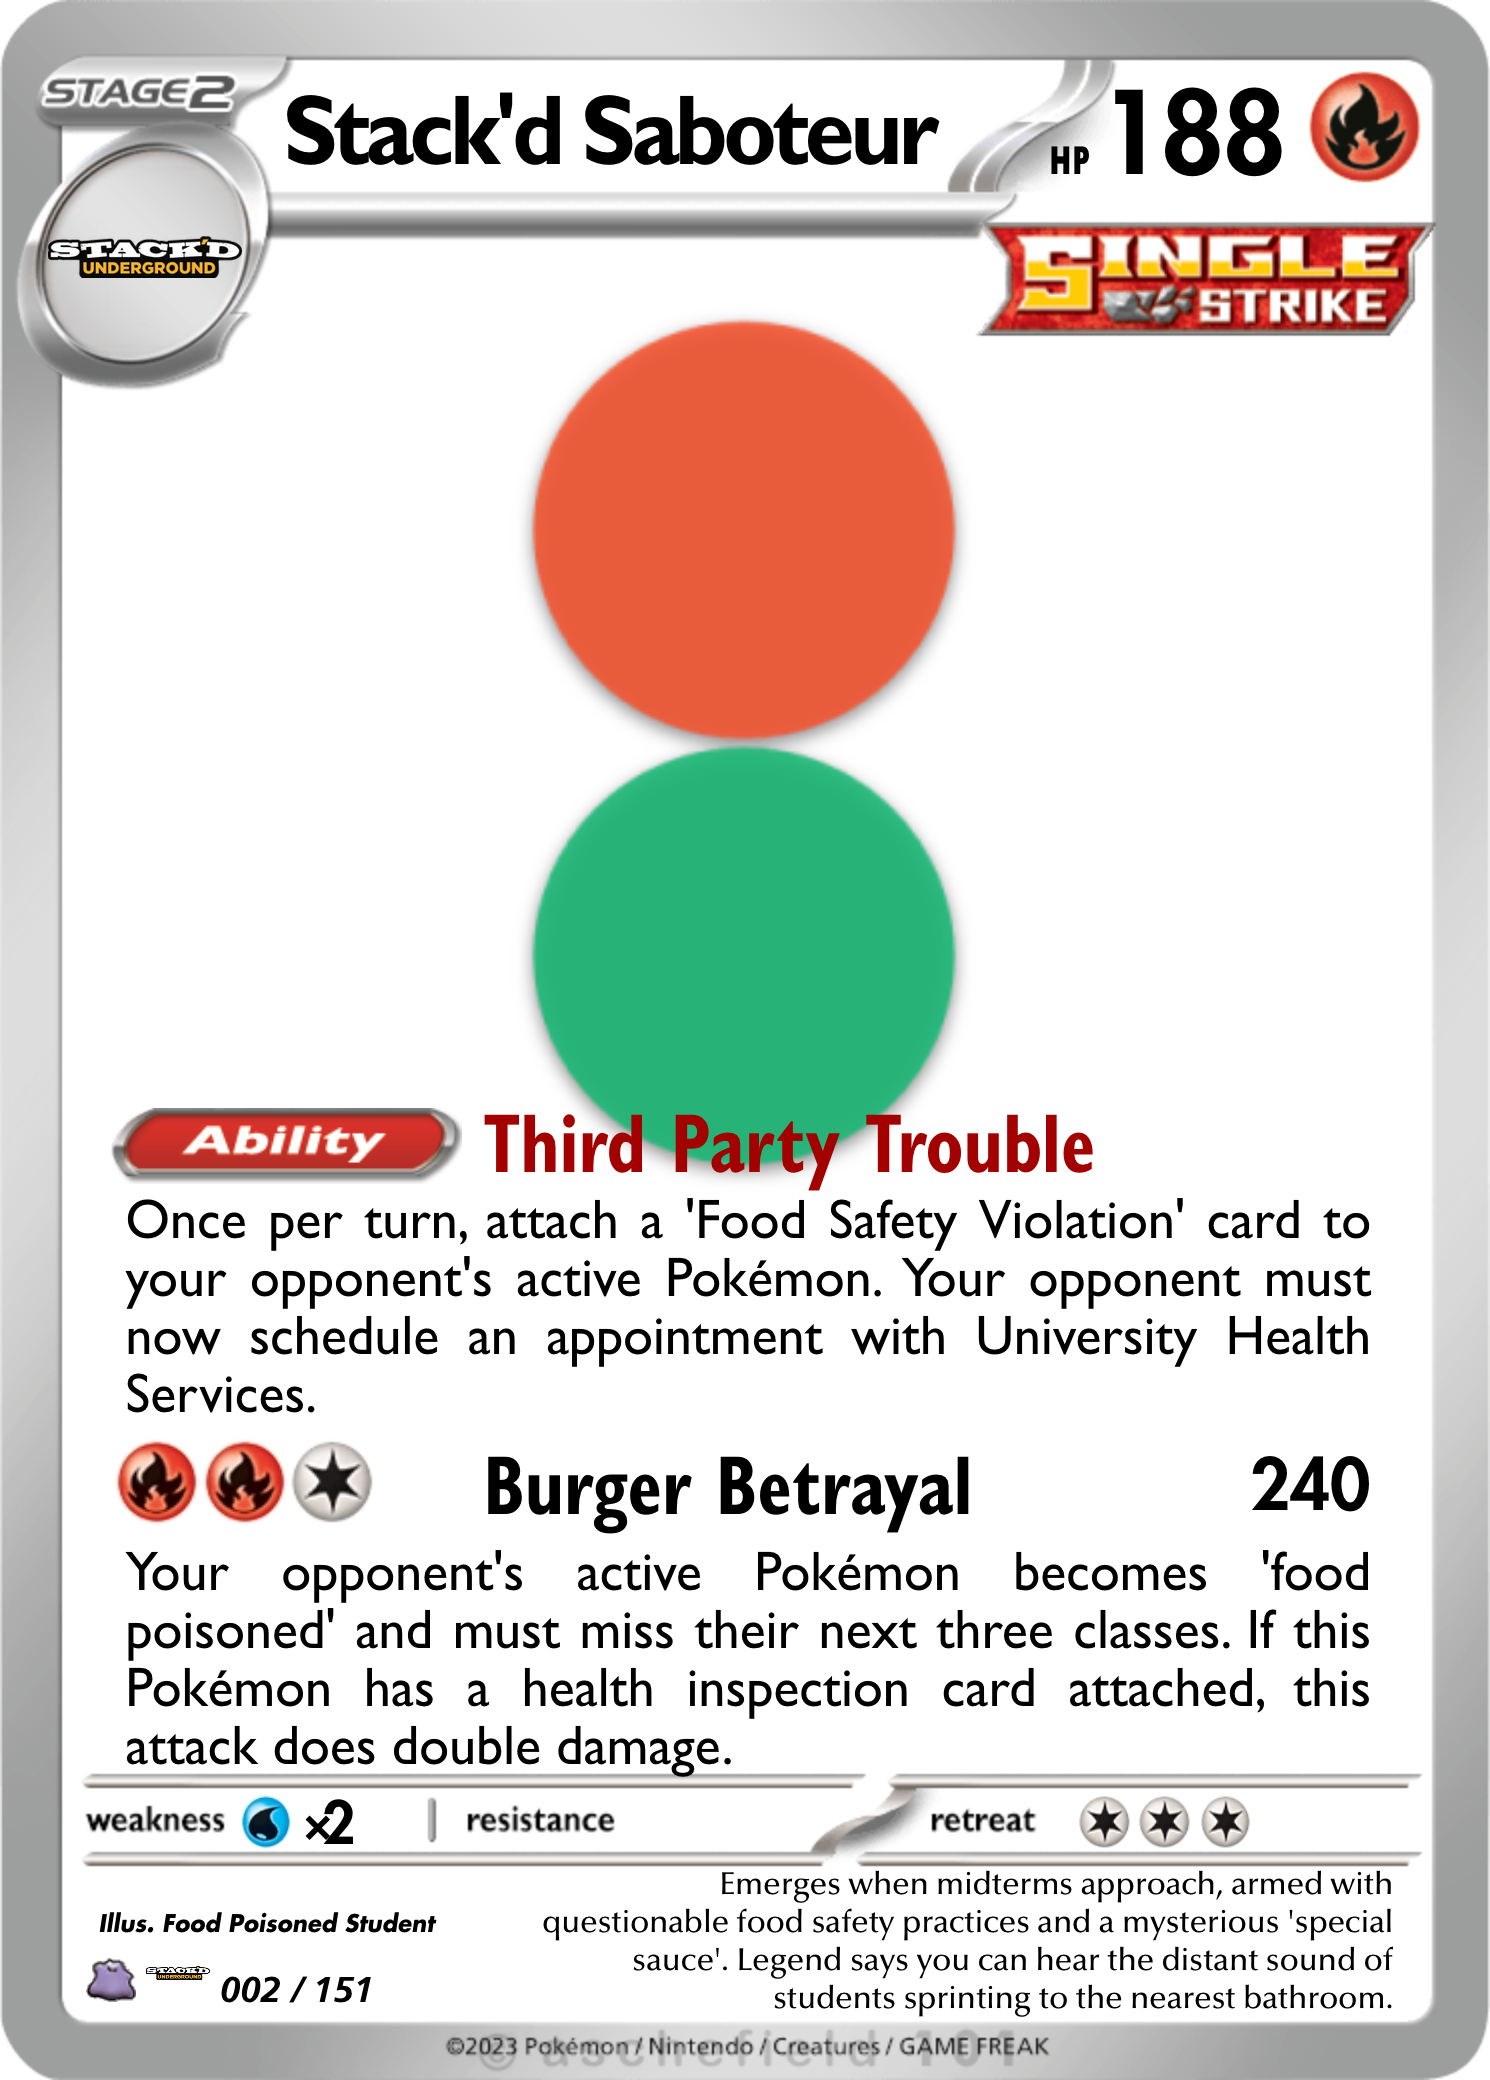 STAGE2
Stack'd Saboteur
HP 188
STACK'D
UNDERGROUND
SINGLE
STRIKE
Ability Third Party Trouble
Once per turn, attach a 'Food Safety Violation' card to
your opponent's active Pokémon. Your opponent must
now schedule an appointment with University Health
Services.
Burger Betrayal 240
Your opponent's active Pokémon becomes 'food
poisoned' and must miss their next three classes. If this
Pokémon has a health inspection card attached, this
attack does double damage.
weakness ×2 resistance retreat
Emerges when midterms approach, armed with
questionable food safety practices and a mysterious 'special
sauce'. Legend says you can hear the distant sound of
students sprinting to the nearest bathroom.
Illus. Food Poisoned Student
STACK'D
UNDERGROUND
002 / 151
©2023 Pokémon / Nintendo / Creatures / GAME FREAK